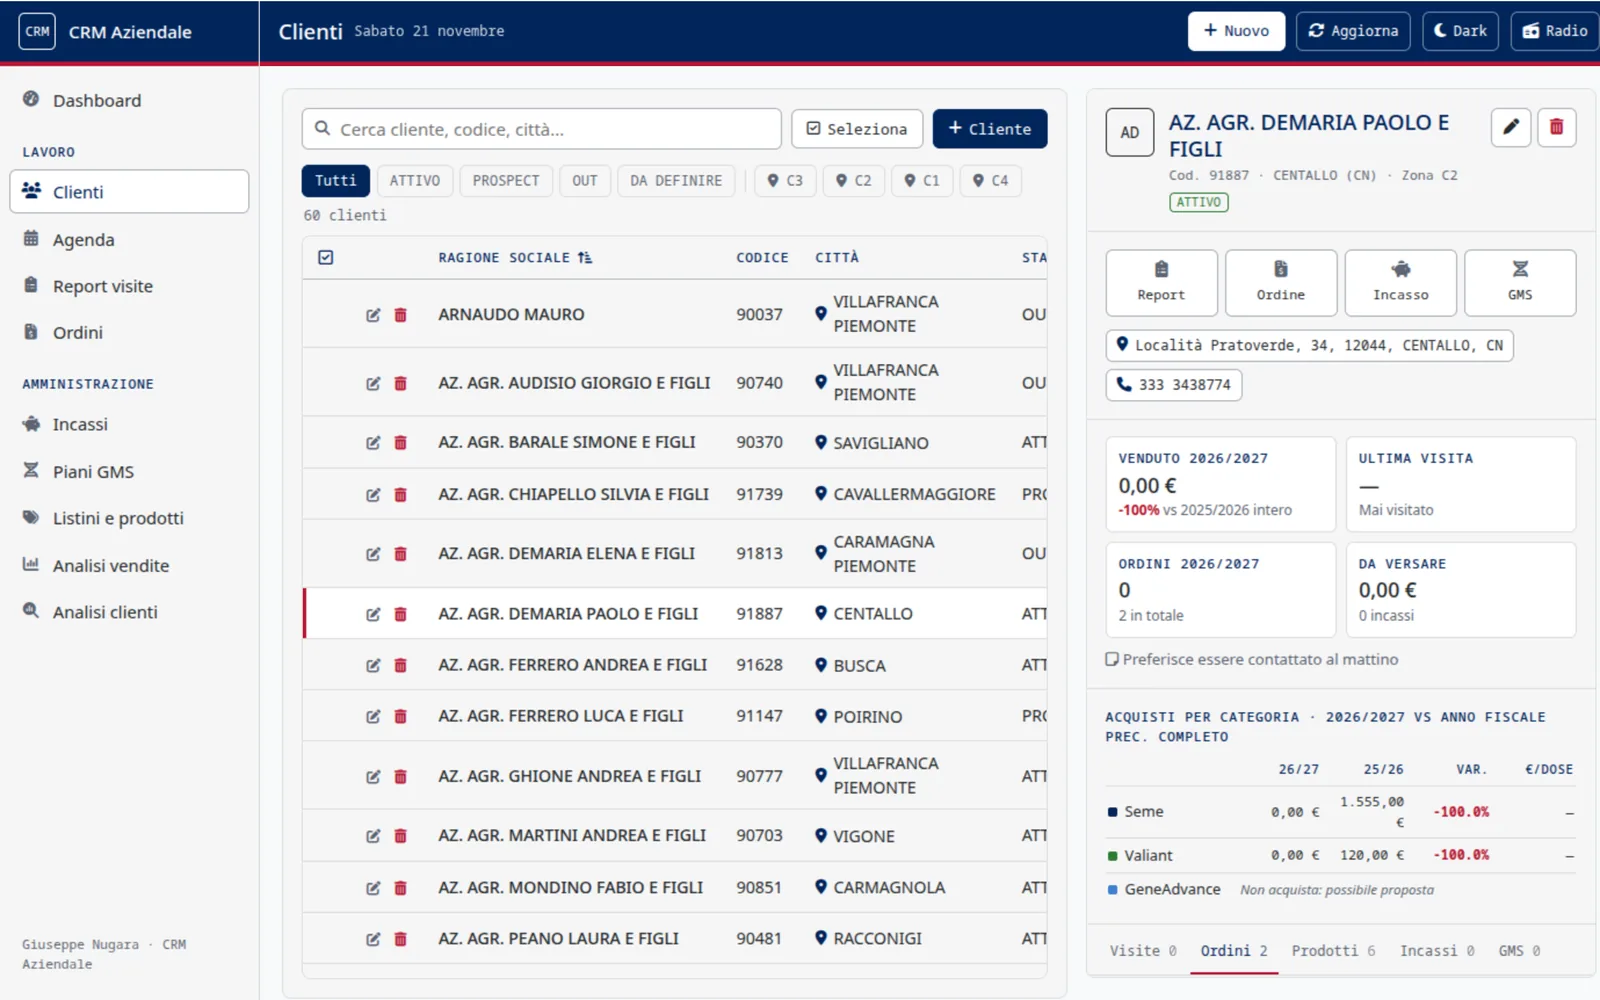 CRM CRM Aziendale
Clienti Sabato 21 novembre
+ Nuovo
Aggiorna
Dark
Radio
Dashboard
LAVORO
Clienti
Agenda
Report visite
Ordini
AMMINISTRAZIONE
Incassi
Piani GMS
Listini e prodotti
Analisi vendite
Analisi clienti
Giuseppe Nugara · CRM
Aziendale
Cerca cliente, codice, città...
Seleziona
+ Cliente
Tutti ATTIVO PROSPECT OUT DA DEFINIRE C3 C2 C1 C4
60 clienti
RAGIONE SOCIALE CODICE CITTÀ STA
ARNAUDO MAURO 90037 VILLAFRANCA PIEMONTE OU
AZ. AGR. AUDISIO GIORGIO E FIGLI 90740 VILLAFRANCA PIEMONTE OU
AZ. AGR. BARALE SIMONE E FIGLI 90370 SAVIGLIANO ATT
AZ. AGR. CHIAPELLO SILVIA E FIGLI 91739 CAVALLERMAGGIORE PRO
AZ. AGR. DEMARIA ELENA E FIGLI 91813 CARAMAGNA PIEMONTE OU
AZ. AGR. DEMARIA PAOLO E FIGLI 91887 CENTALLO ATT
AZ. AGR. FERRERO ANDREA E FIGLI 91628 BUSCA ATT
AZ. AGR. FERRERO LUCA E FIGLI 91147 POIRINO PRO
AZ. AGR. GHIONE ANDREA E FIGLI 90777 VILLAFRANCA PIEMONTE ATT
AZ. AGR. MARTINI ANDREA E FIGLI 90703 VIGONE ATT
AZ. AGR. MONDINO FABIO E FIGLI 90851 CARMAGNOLA ATT
AZ. AGR. PEANO LAURA E FIGLI 90481 RACCONIGI ATT
AD
AZ. AGR. DEMARIA PAOLO E
FIGLI
Cod. 91887 · CENTALLO (CN) · Zona C2
ATTIVO
Report Ordine Incasso GMS
Località Pratoverde, 34, 12044, CENTALLO, CN
333 3438774
VENDUTO 2026/2027
0,00 €
-100% vs 2025/2026 intero
ULTIMA VISITA
—
Mai visitato
ORDINI 2026/2027
0
2 in totale
DA VERSARE
0,00 €
0 incassi
Preferisce essere contattato al mattino
ACQUISTI PER CATEGORIA · 2026/2027 VS ANNO FISCALE
PREC. COMPLETO
26/27 25/26 VAR. €/DOSE
Seme 0,00 € 1.555,00 € -100.0% —
Valiant 0,00 € 120,00 € -100.0% —
GeneAdvance Non acquista: possibile proposta
Visite 0 Ordini 2 Prodotti 6 Incassi 0 GMS 0